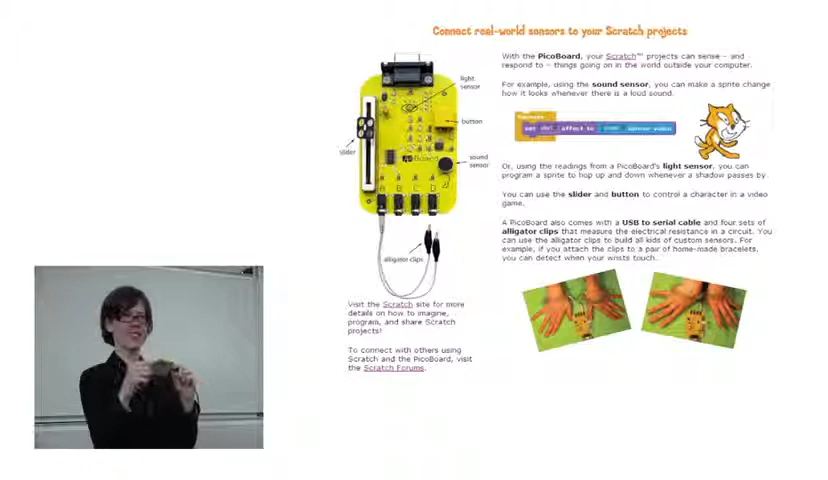 Connect real-world sensors to your Scratch projects
With the PicoBoard, your Scratch™ projects can sense – and
respond to – things going on in the world outside your computer.
For example, using the sound sensor, you can make a sprite change
how it looks whenever there is a loud sound.
set effect to sensor value
Or, using the readings from a PicoBoard's light sensor, you can
program a sprite to hop up and down whenever a shadow passes by.
You can use the slider and button to control a character in a video
game.
A PicoBoard also comes with a USB to serial cable and four sets of
alligator clips that measure the electrical resistance in a circuit. You
can use the alligator clips to build all kinds of custom sensors. For
example, if you attach the clips to a pair of home-made bracelets,
you can detect when your wrists touch.
light
sensor
button
slider
sound
sensor
alligator clips
Visit the Scratch site for more
details on how to imagine,
program, and share Scratch
projects!
To connect with others using
Scratch and the PicoBoard, visit
the Scratch Forums.